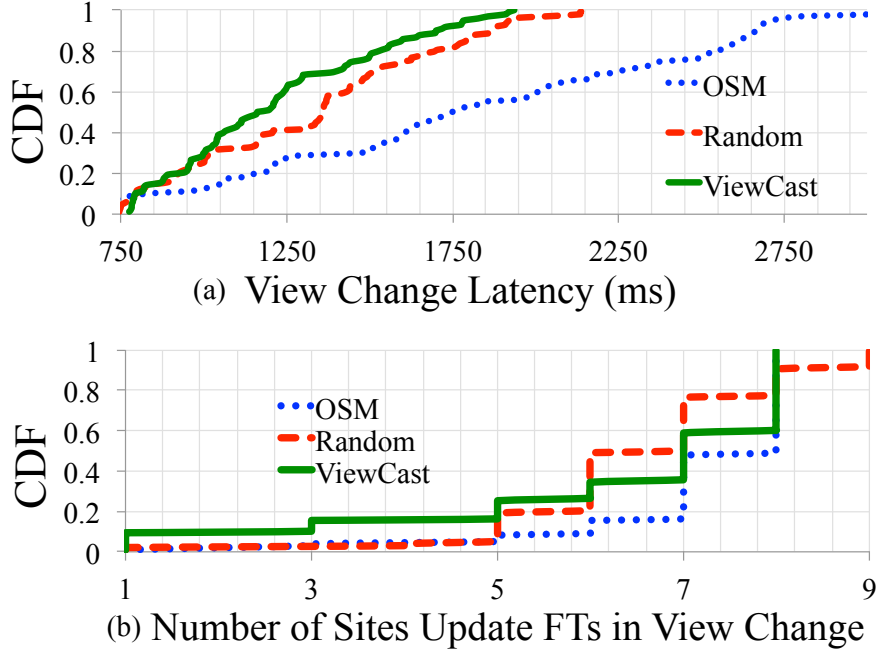 CDF
1
0.8
0.6
0.4
0.2
0
OSM
Random
ViewCast
750 1250 1750 2250 2750
(a) View Change Latency (ms)
CDF
1
0.8
0.6
0.4
0.2
0
OSM
Random
ViewCast
1 3 5 7 9
(b) Number of Sites Update FTs in View Change